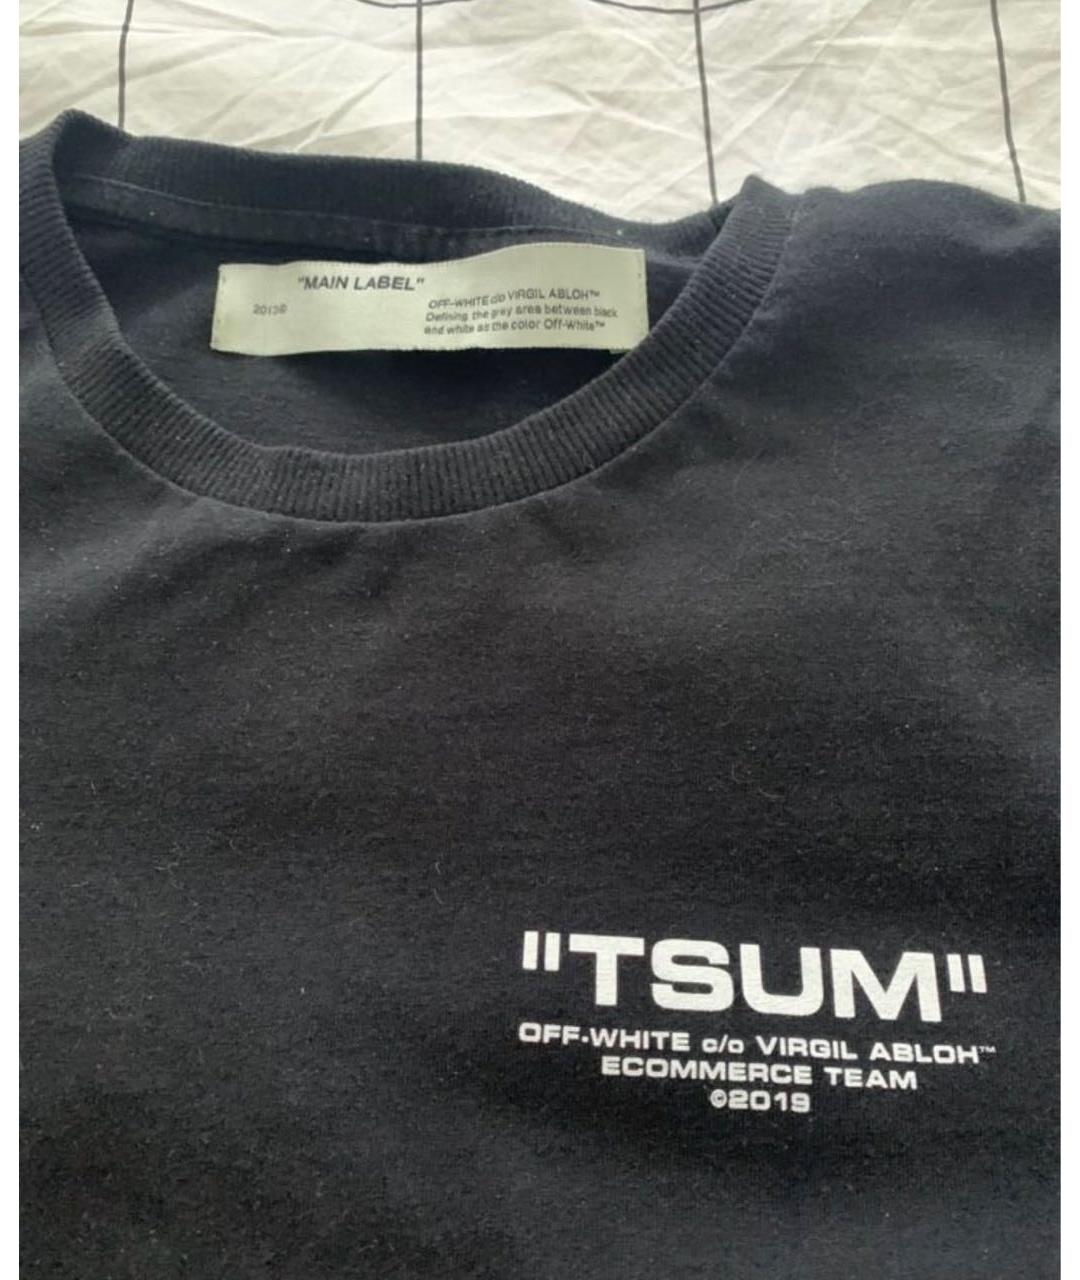 "MAIN LABEL"
OFF-WHITE c/o VIRGIL ABLOH™
Defining the grey area between black
and white as the color Off-White™
"TSUM"
OFF-WHITE c/o VIRGIL ABLOH™
ECOMMERCE TEAM
©2019